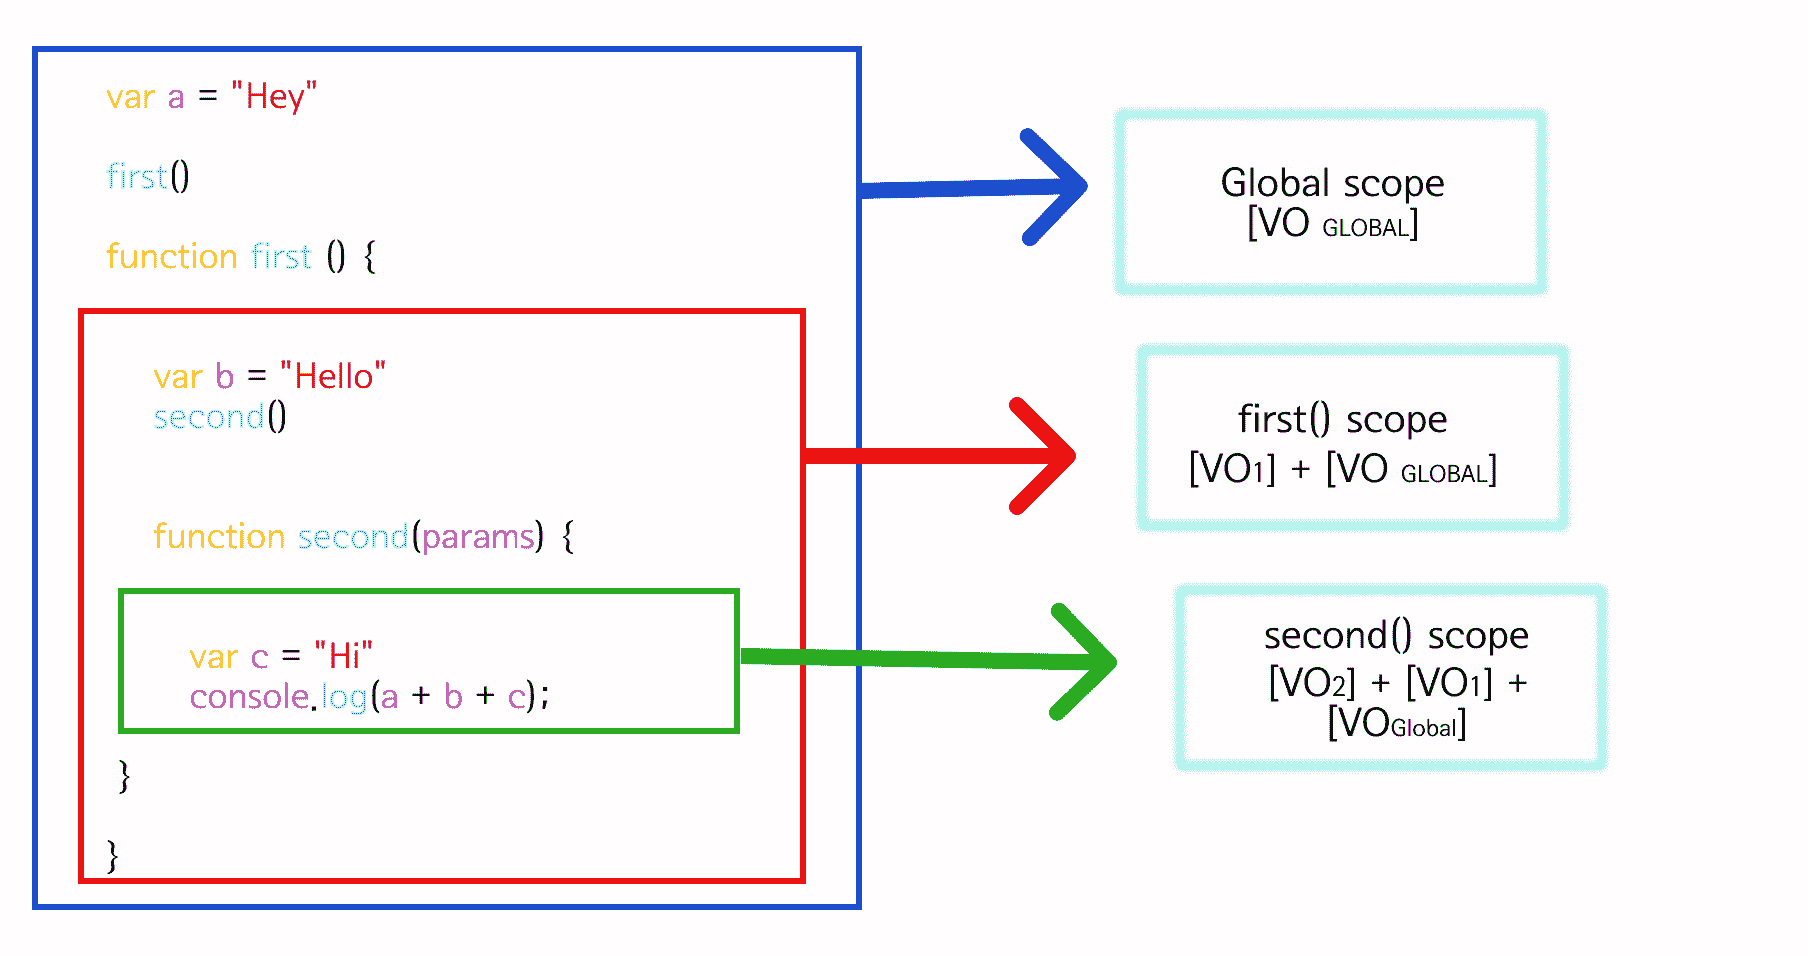 var a = "Hey"
first()
function first () {
var b = "Hello"
second()
function second(params) {
var c = "Hi"
console.log(a + b + c);
}
}
Global scope
[VO GLOBAL]
first() scope
[VO1] + [VO GLOBAL]
second() scope
[VO2] + [VO1] +
[VOGlobal]